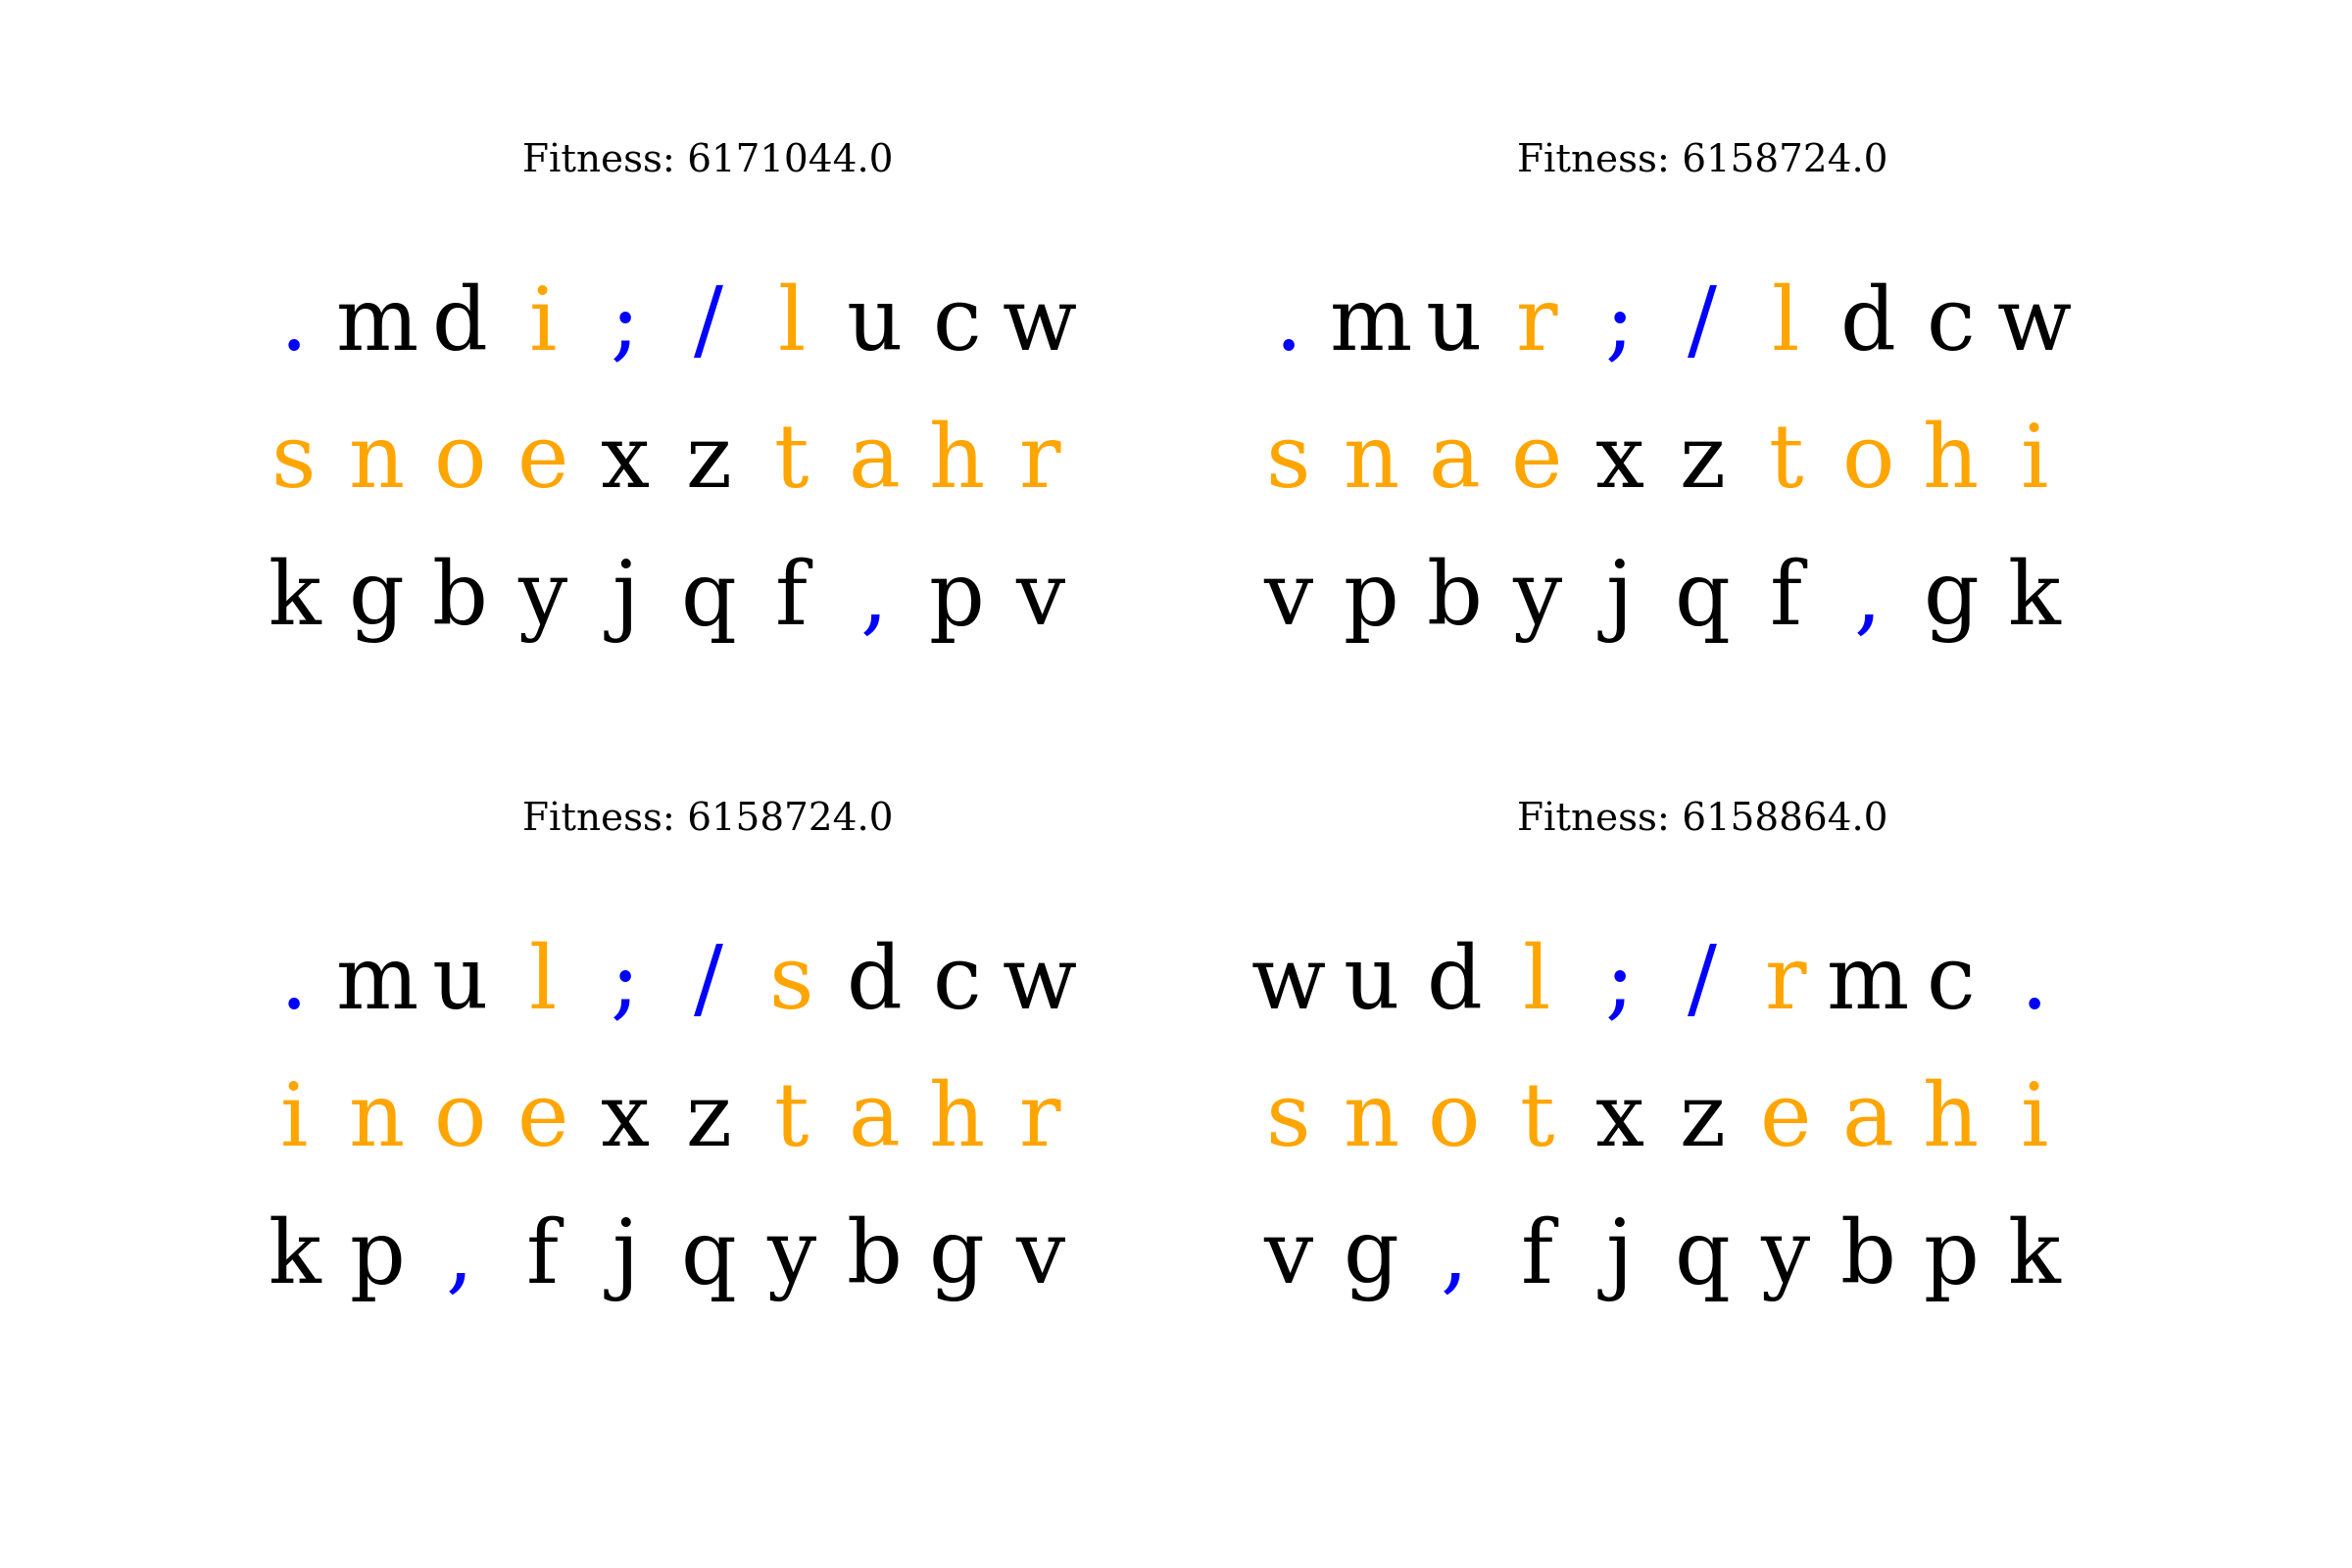 Fitness: 6171044.0
. m d i ; / l u c w
s n o e x z t a h r
k g b y j q f , p v
Fitness: 6158724.0
. m u r ; / l d c w
s n a e x z t o h i
v p b y j q f , g k
Fitness: 6158724.0
. m u l ; / s d c w
i n o e x z t a h r
k p , f j q y b g v
Fitness: 6158864.0
w u d l ; / r m c .
s n o t x z e a h i
v g , f j q y b p k